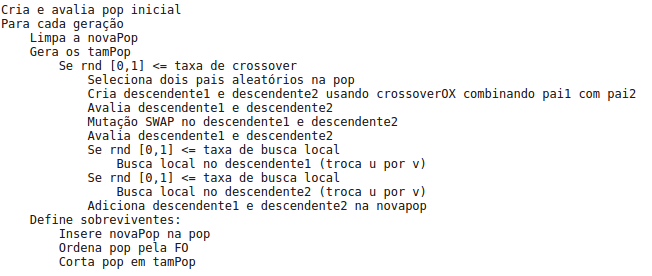 Cria e avalia pop inicial
Para cada geração
    Limpa a novaPop
    Gera os tamPop
        Se rnd [0,1] <= taxa de crossover
            Seleciona dois pais aleatórios na pop
            Cria descendente1 e descendente2 usando crossoverOX combinando pai1 com pai2
            Avalia descendente1 e descendente2
            Mutação SWAP no descendente1 e descendente2
            Avalia descendente1 e descendente2
            Se rnd [0,1] <= taxa de busca local
                Busca local no descendente1 (troca u por v)
            Se rnd [0,1] <= taxa de busca local
                Busca local no descendente2 (troca u por v)
            Adiciona descendente1 e descendente2 na novapop
    Define sobreviventes:
        Insere novaPop na pop
        Ordena pop pela FO
        Corta pop em tamPop